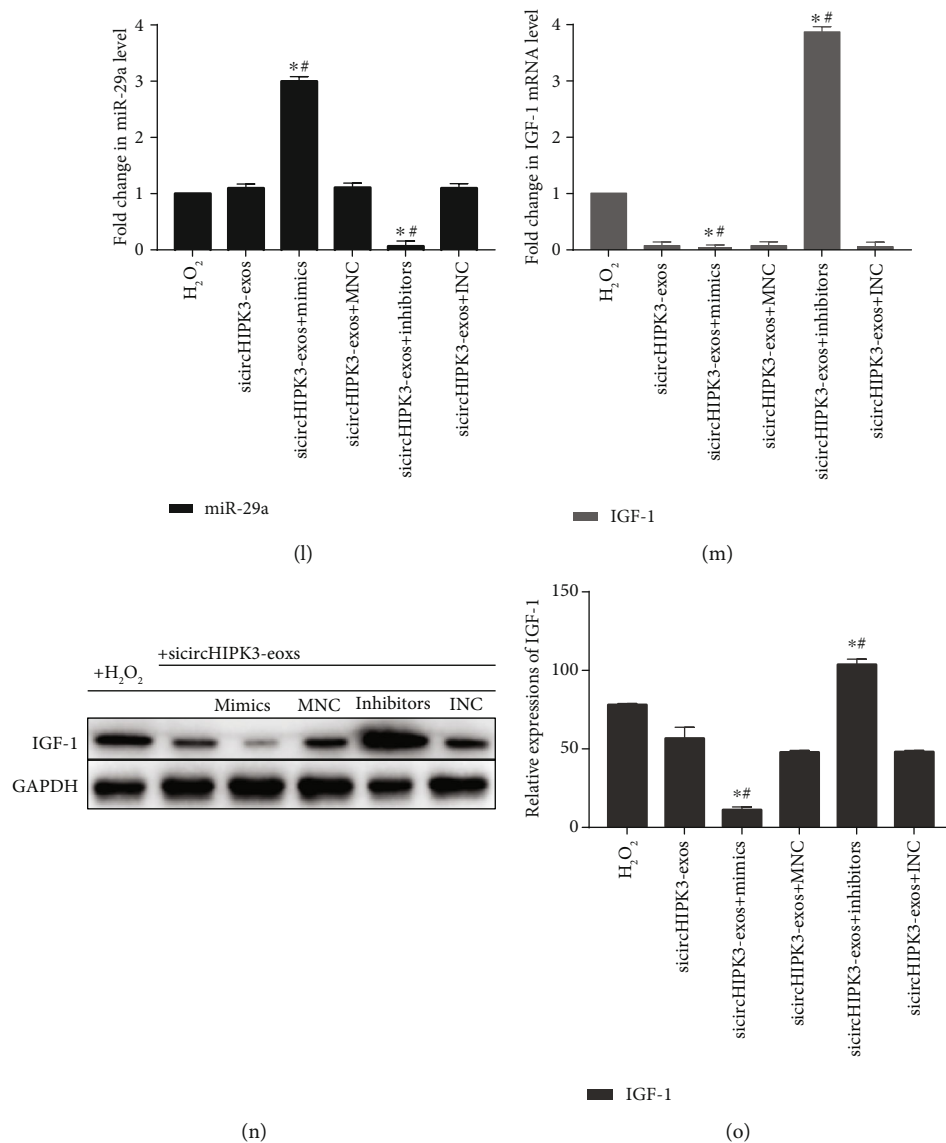 Fold change in miR-29a level
4
3
2
1
0
H₂O₂
sicircHIPK3-exos
sicircHIPK3-exos+mimics
sicircHIPK3-exos+MNC
sicircHIPK3-exos+inhibitors
sicircHIPK3-exos+INC
*#
*#
miR-29a
(l)
Fold change in IGF-1 mRNA level
4
3
2
1
0
H₂O₂
sicircHIPK3-exos
sicircHIPK3-exos+mimics
sicircHIPK3-exos+MNC
sicircHIPK3-exos+inhibitors
sicircHIPK3-exos+INC
*#
*#
IGF-1
(m)
+sicircHIPK3-eoxs
+H₂O₂
Mimics MNC Inhibitors INC
IGF-1
GAPDH
(n)
Relative expressions of IGF-1
150
100
50
0
H₂O₂
sicircHIPK3-exos
sicircHIPK3-exos+mimics
sicircHIPK3-exos+MNC
sicircHIPK3-exos+inhibitors
sicircHIPK3-exos+INC
*#
*#
IGF-1
(o)